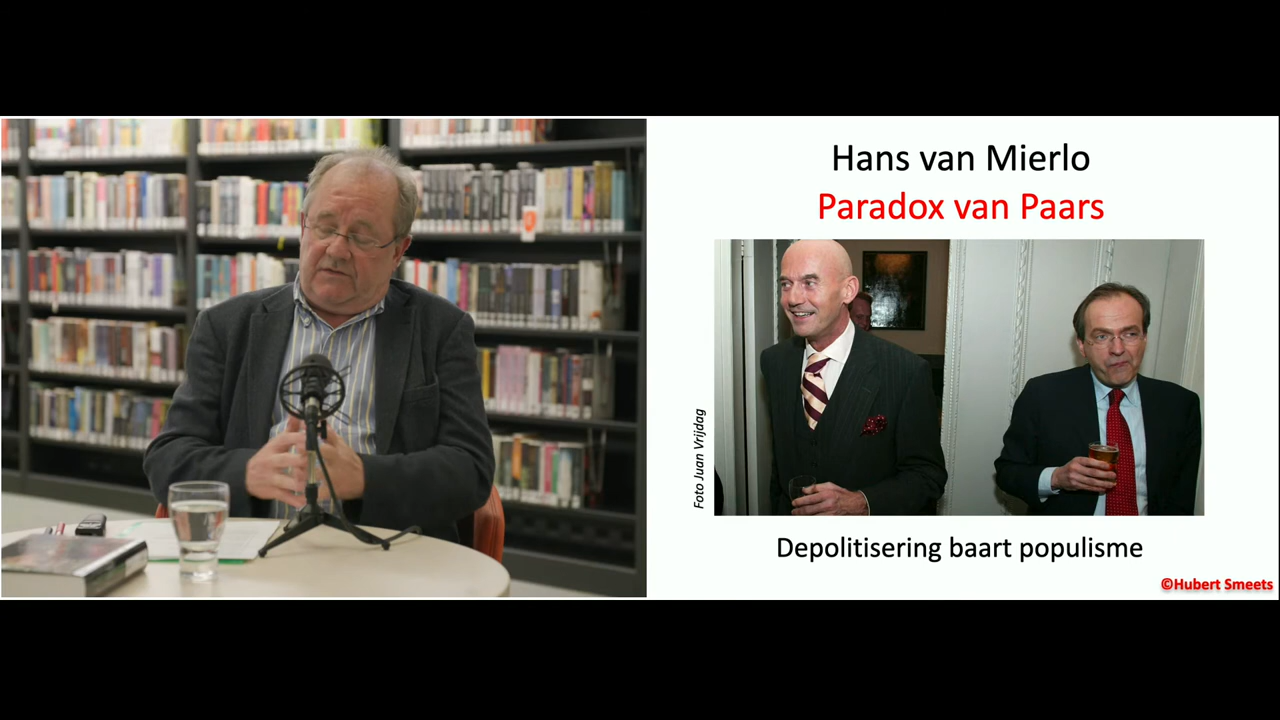 Hans van Mierlo
Paradox van Paars
Foto Juan Vrijdag
Depolitisering baart populisme
©Hubert Smeets